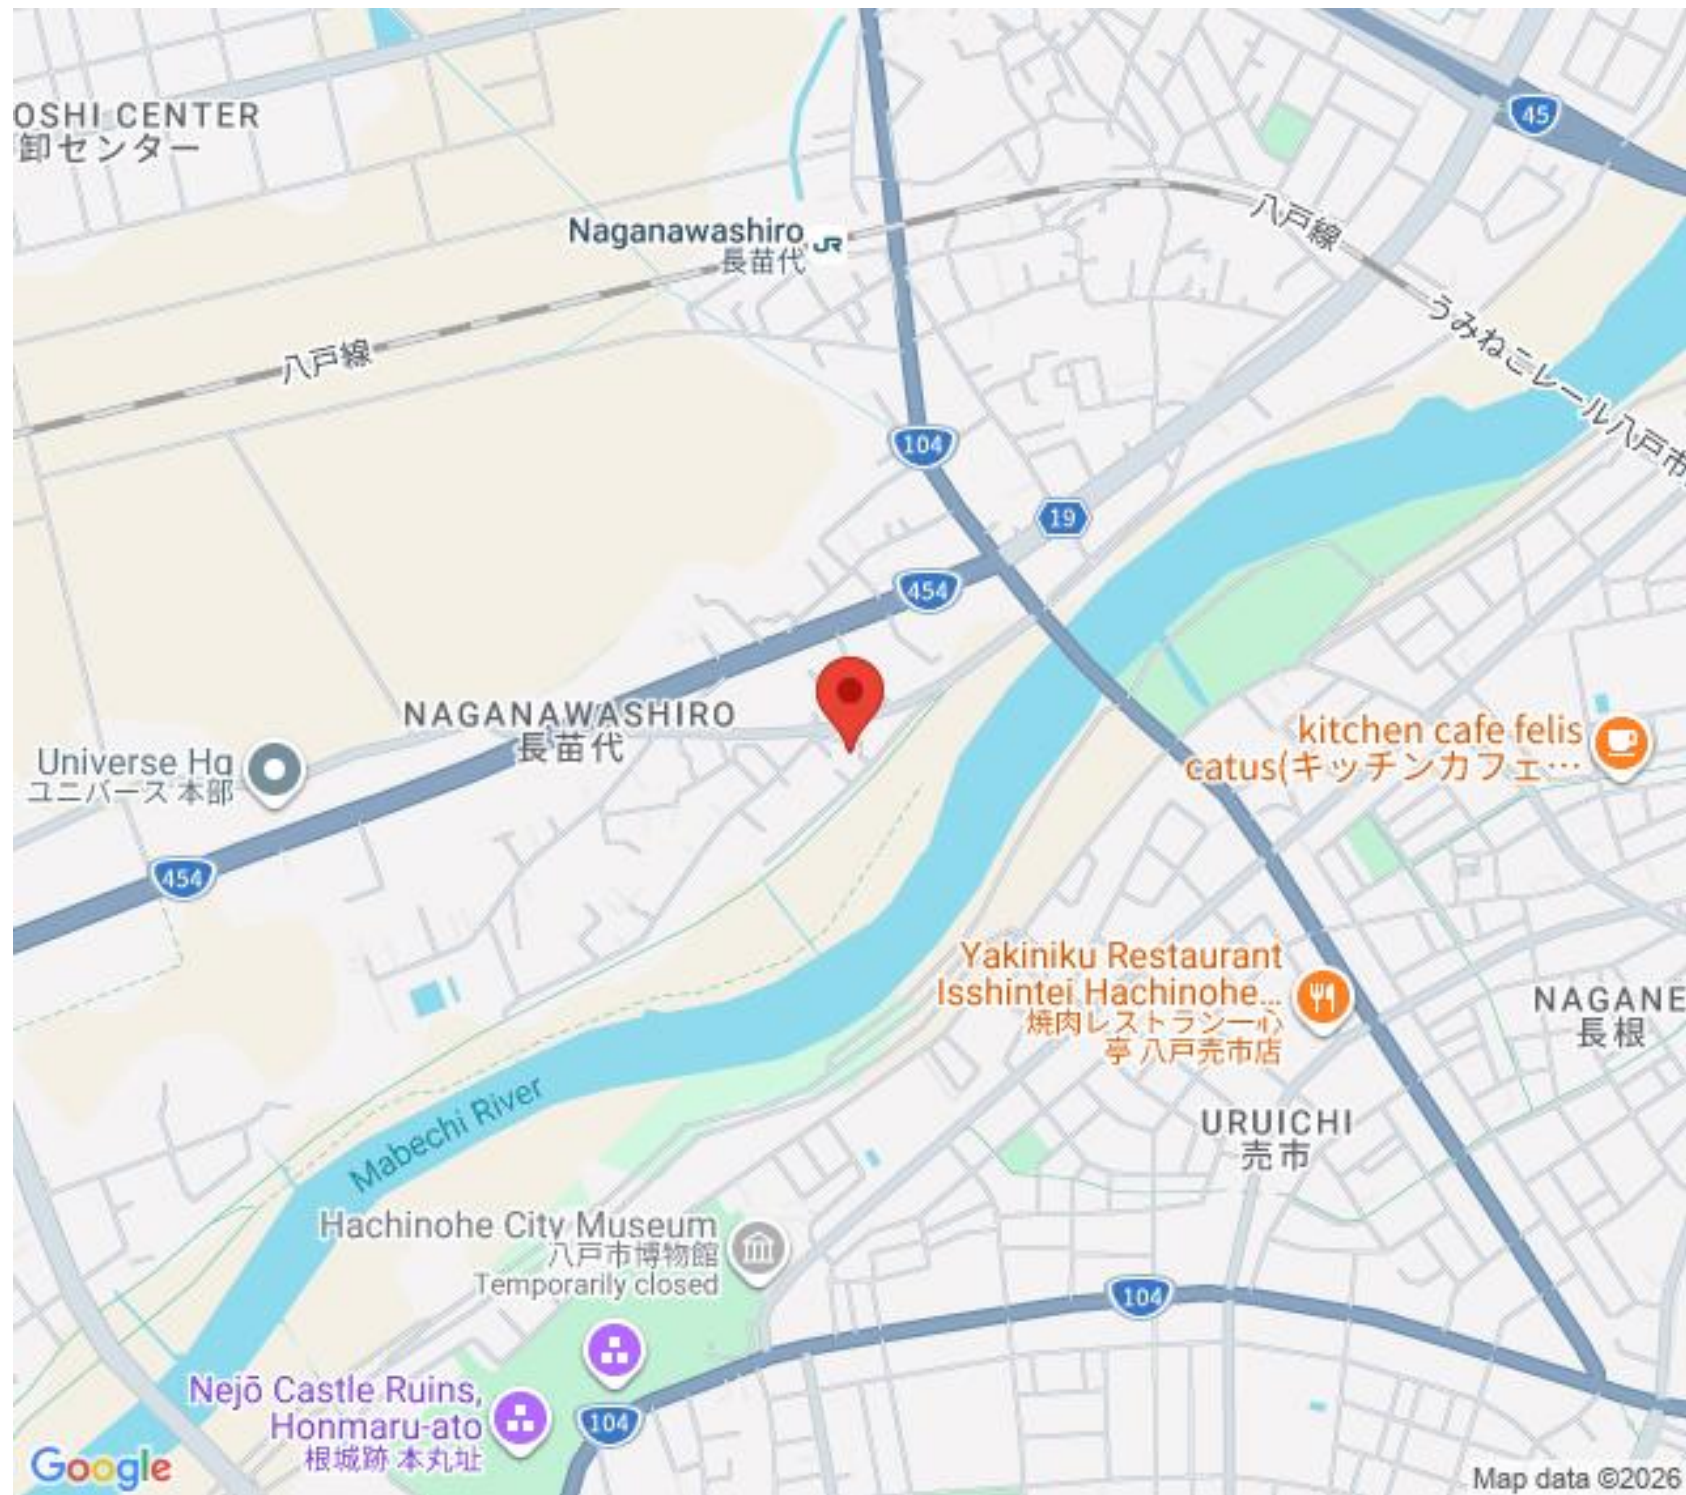 OSHI CENTER
卸センター
45
Naganawashiro
長苗代
JR
八戸線
八戸線
うみねこレール八戸市
104
19
454
NAGANAWASHIRO
長苗代
Universe Hq
ユニバース 本部
454
kitchen cafe felis
catus(キッチンカフェ…
Yakiniku Restaurant
Isshintei Hachinohe...
焼肉レストラン一心
亭 八戸売市店
NAGANE
長根
URUICHI
売市
Mabechi River
Hachinohe City Museum
八戸市博物館
Temporarily closed
104
Nejō Castle Ruins,
Honmaru-ato
根城跡 本丸址
104
Google
Map data ©2026